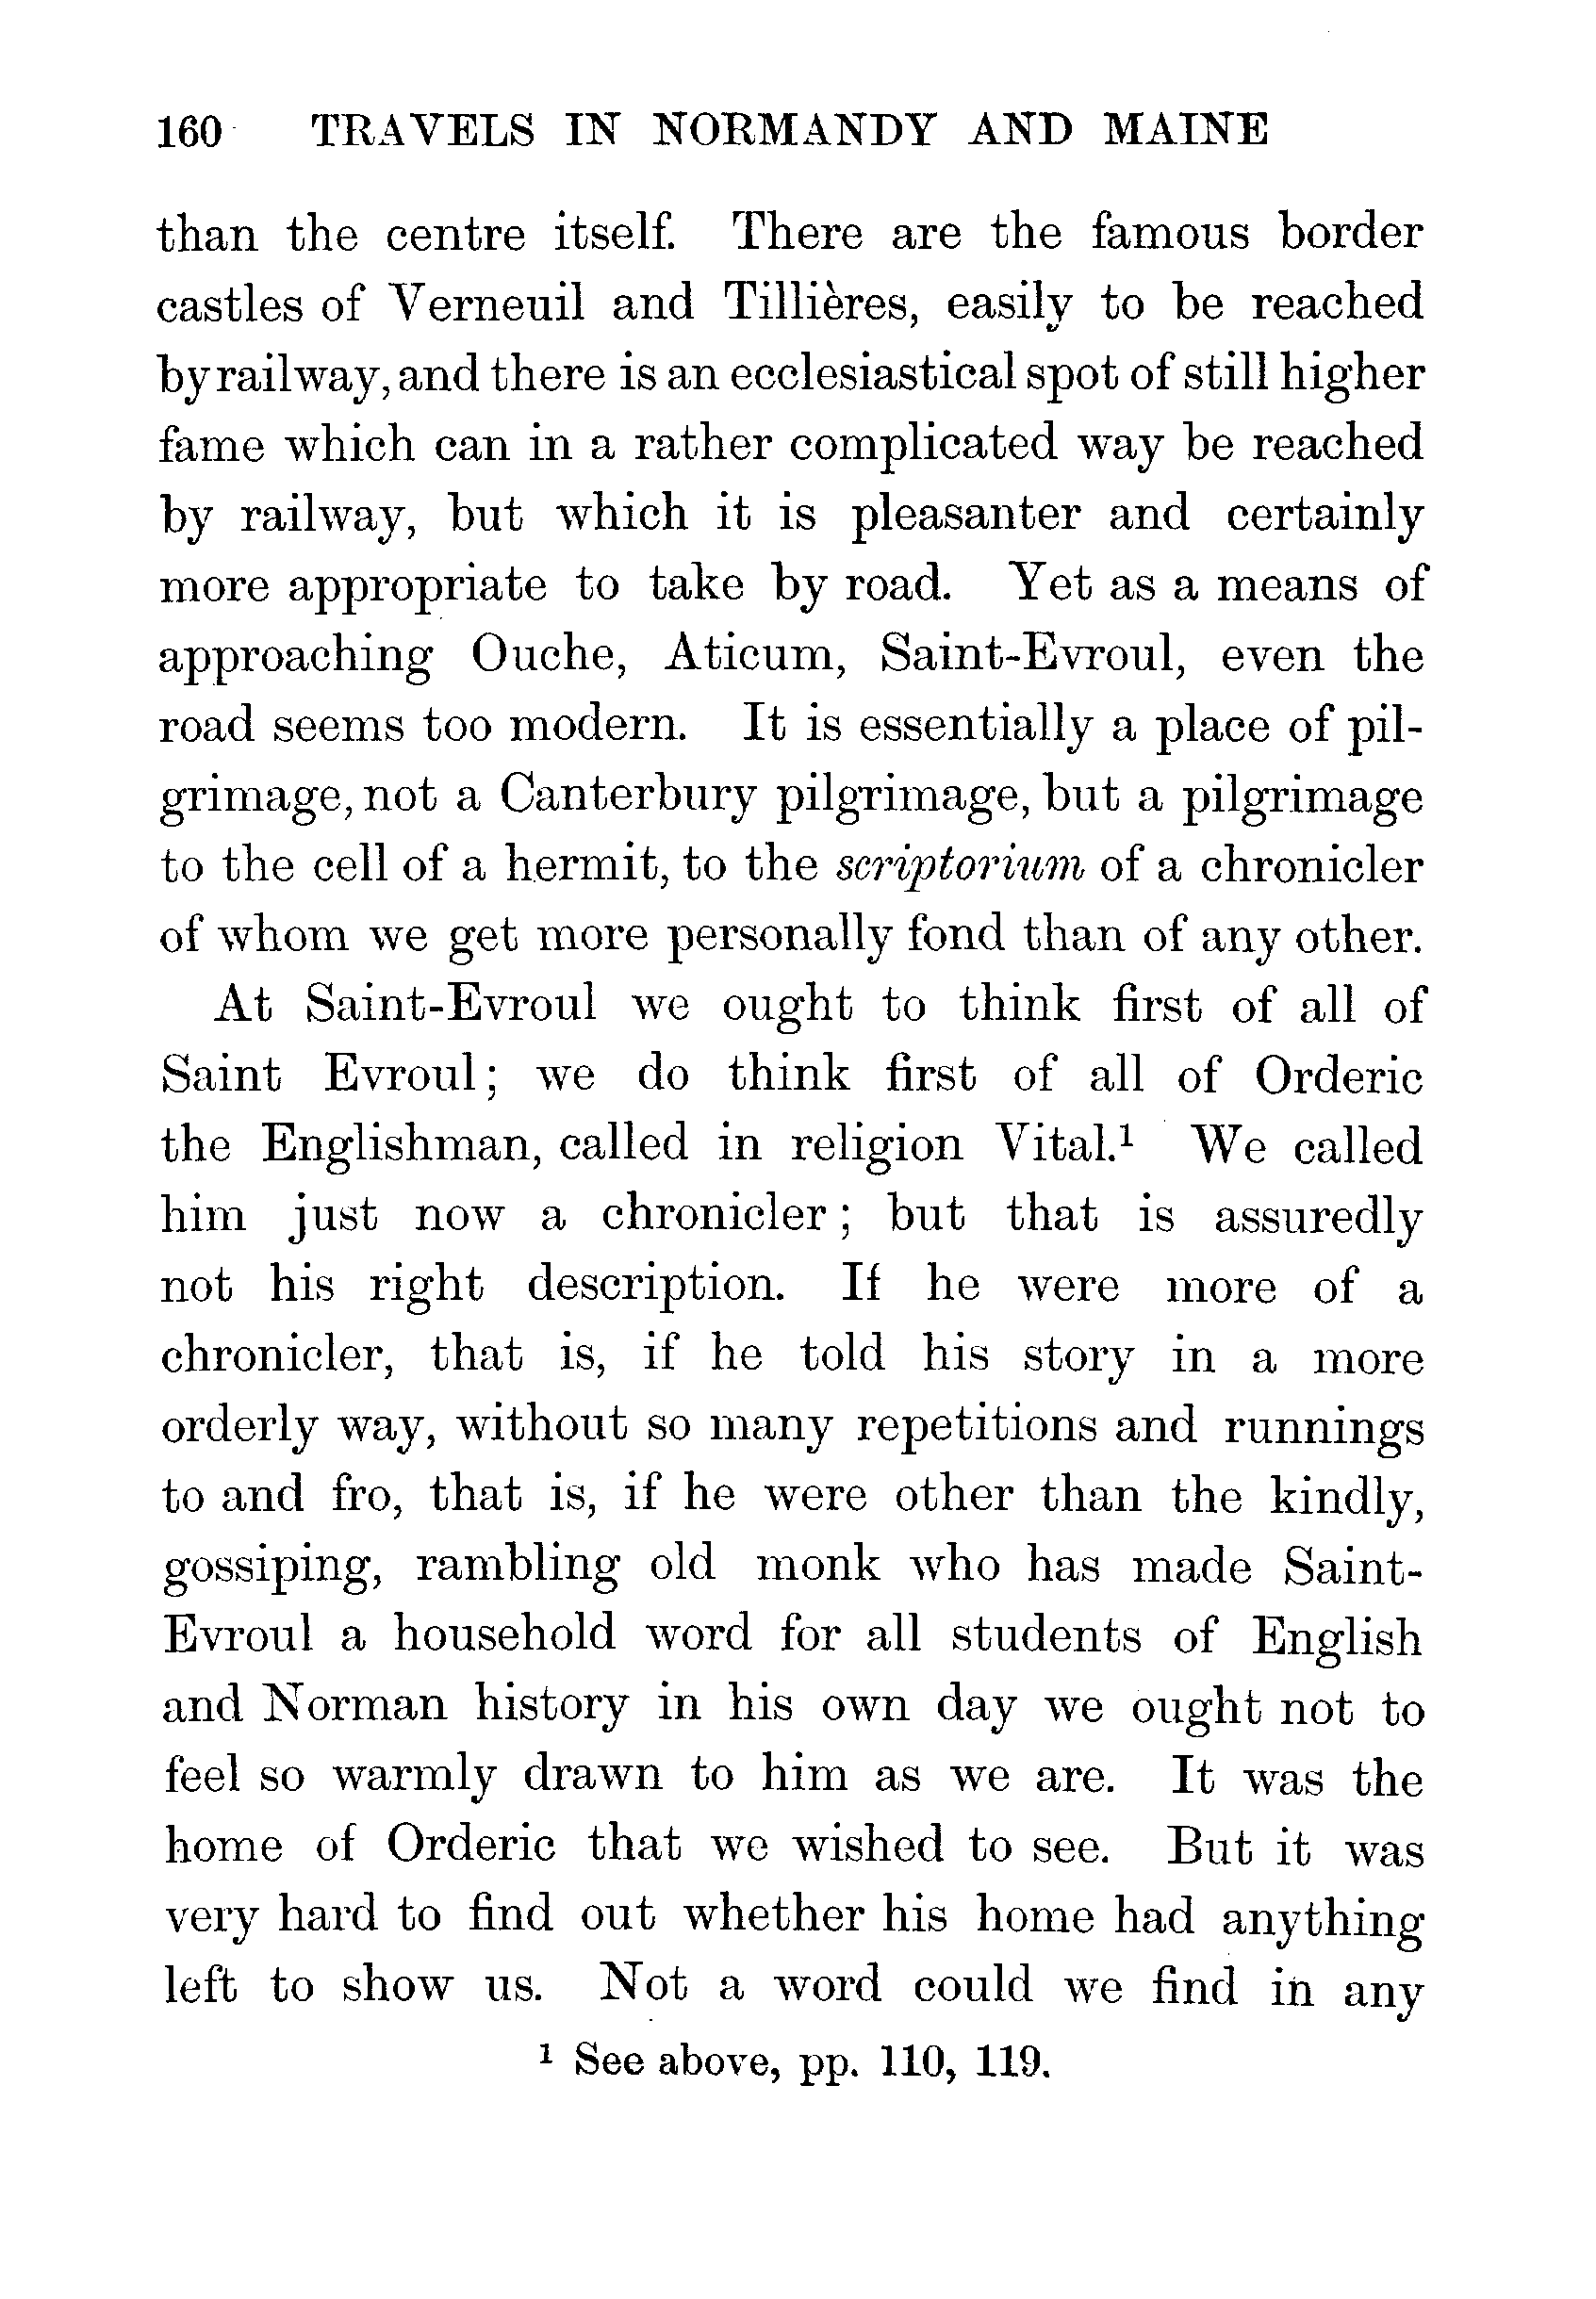 160 TRAVELS IN NORMANDY AND MAINE
than the centre itself. There are the famous border
castles of Verneuil and Tillières, easily to be reached
by railway, and there is an ecclesiastical spot of still higher
fame which can in a rather complicated way be reached
by railway, but which it is pleasanter and certainly
more appropriate to take by road. Yet as a means of
approaching Ouche, Aticum, Saint-Evroul, even the
road seems too modern. It is essentially a place of pil-
grimage, not a Canterbury pilgrimage, but a pilgrimage
to the cell of a hermit, to the scriptorium of a chronicler
of whom we get more personally fond than of any other.
At Saint-Evroul we ought to think first of all of
Saint Evroul; we do think first of all of Orderic
the Englishman, called in religion Vital.¹ We called
him just now a chronicler; but that is assuredly
not his right description. If he were more of a
chronicler, that is, if he told his story in a more
orderly way, without so many repetitions and runnings
to and fro, that is, if he were other than the kindly,
gossiping, rambling old monk who has made Saint-
Evroul a household word for all students of English
and Norman history in his own day we ought not to
feel so warmly drawn to him as we are. It was the
home of Orderic that we wished to see. But it was
very hard to find out whether his home had anything
left to show us. Not a word could we find in any
¹ See above, pp. 110, 119.